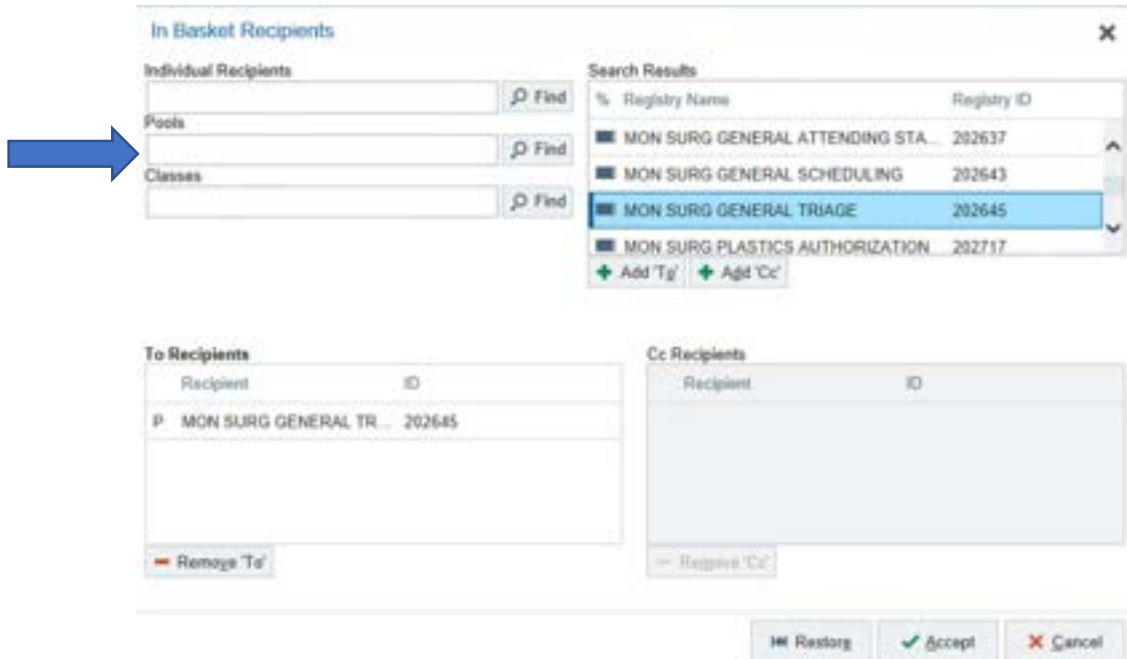 In Basket Recipients
Individual Recipients
Find
Pools
Find
Classes
Find
Search Results
% Registry Name Registry ID
MON SURG GENERAL ATTENDING STA... 202637
MON SURG GENERAL SCHEDULING 202643
MON SURG GENERAL TRIAGE 202645
MON SURG PLASTICS AUTHORIZATION 202717
Add 'To' Add 'Cc'
To Recipients
Recipient ID
P MON SURG GENERAL TR... 202645
Remove 'To'
Cc Recipients
Recipient ID
Remove 'Cc'
Restore Accept Cancel